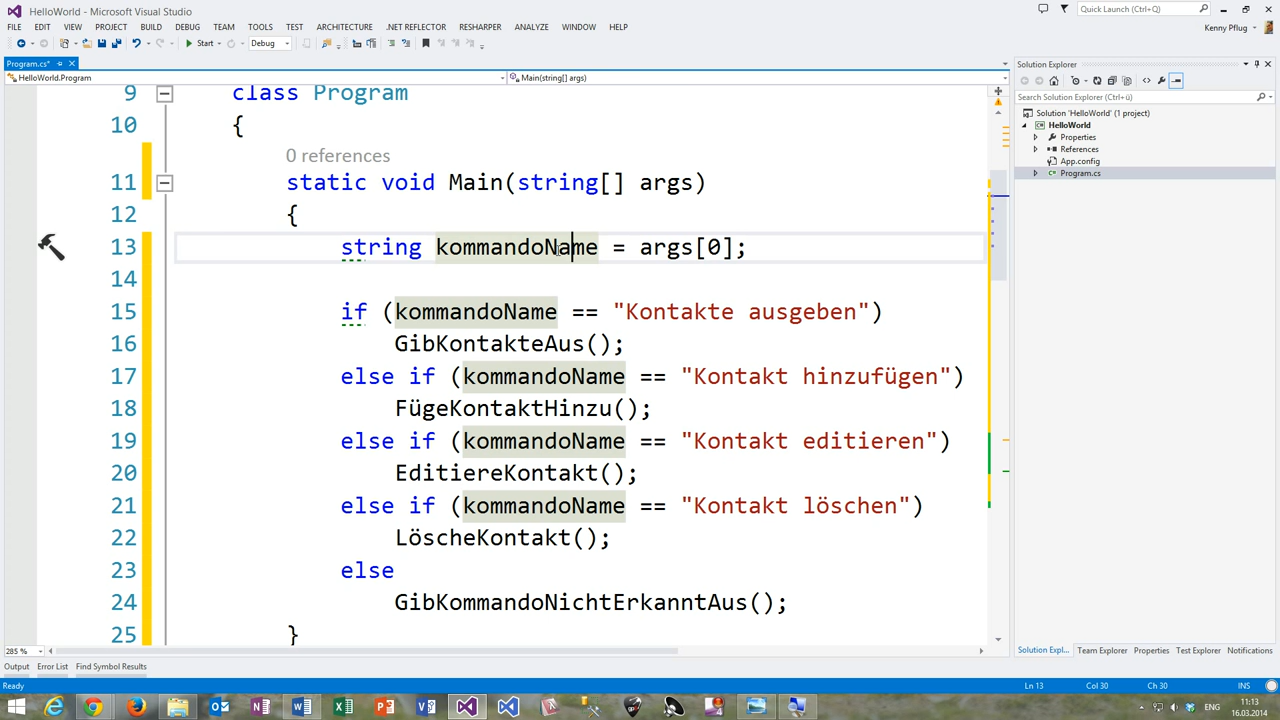 HelloWorld - Microsoft Visual Studio
Quick Launch (Ctrl+Q)
FILE EDIT VIEW PROJECT BUILD DEBUG TEAM TOOLS TEST ARCHITECTURE .NET REFLECTOR RESHARPER ANALYZE WINDOW HELP
Kenny Pflug
Start Debug
Program.cs*
HelloWorld.Program
Main(string[] args)
9 class Program
10 {
0 references
11 static void Main(string[] args)
12 {
13 string kommandoName = args[0];
14
15 if (kommandoName == "Kontakte ausgeben")
16 GibKontakteAus();
17 else if (kommandoName == "Kontakt hinzufügen")
18 FügeKontaktHinzu();
19 else if (kommandoName == "Kontakt editieren")
20 EditiereKontakt();
21 else if (kommandoName == "Kontakt löschen")
22 LöscheKontakt();
23 else
24 GibKommandoNichtErkanntAus();
25 }
285 %
Solution Explorer
Search Solution Explorer (Ctrl+ü)
Solution 'HelloWorld' (1 project)
HelloWorld
Properties
References
App.config
Program.cs
Solution Expl... Team Explorer Properties Test Explorer Notifications
Output Error List Find Symbol Results
Ready
Ln 13 Col 30 Ch 30 INS
ENG
11:13
16.03.2014